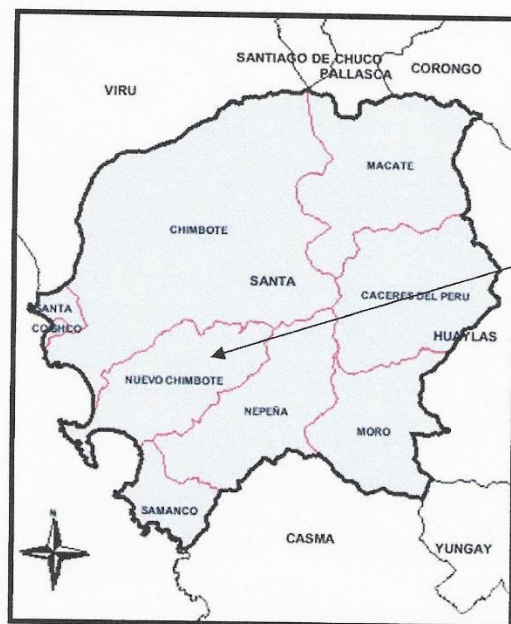 SANTIAGO DE CHUCO
PALLASCA
CORONGO
VIRU
MACATE
CHIMBOTE
SANTA
CACERES DEL PERU
SANTA
COISHCO
HUAYLAS
NUEVO CHIMBOTE
NEPEÑA
MORO
SAMANCO
N
CASMA
YUNGAY